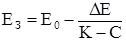 E₃ = E₀ − ΔE / (K − C)